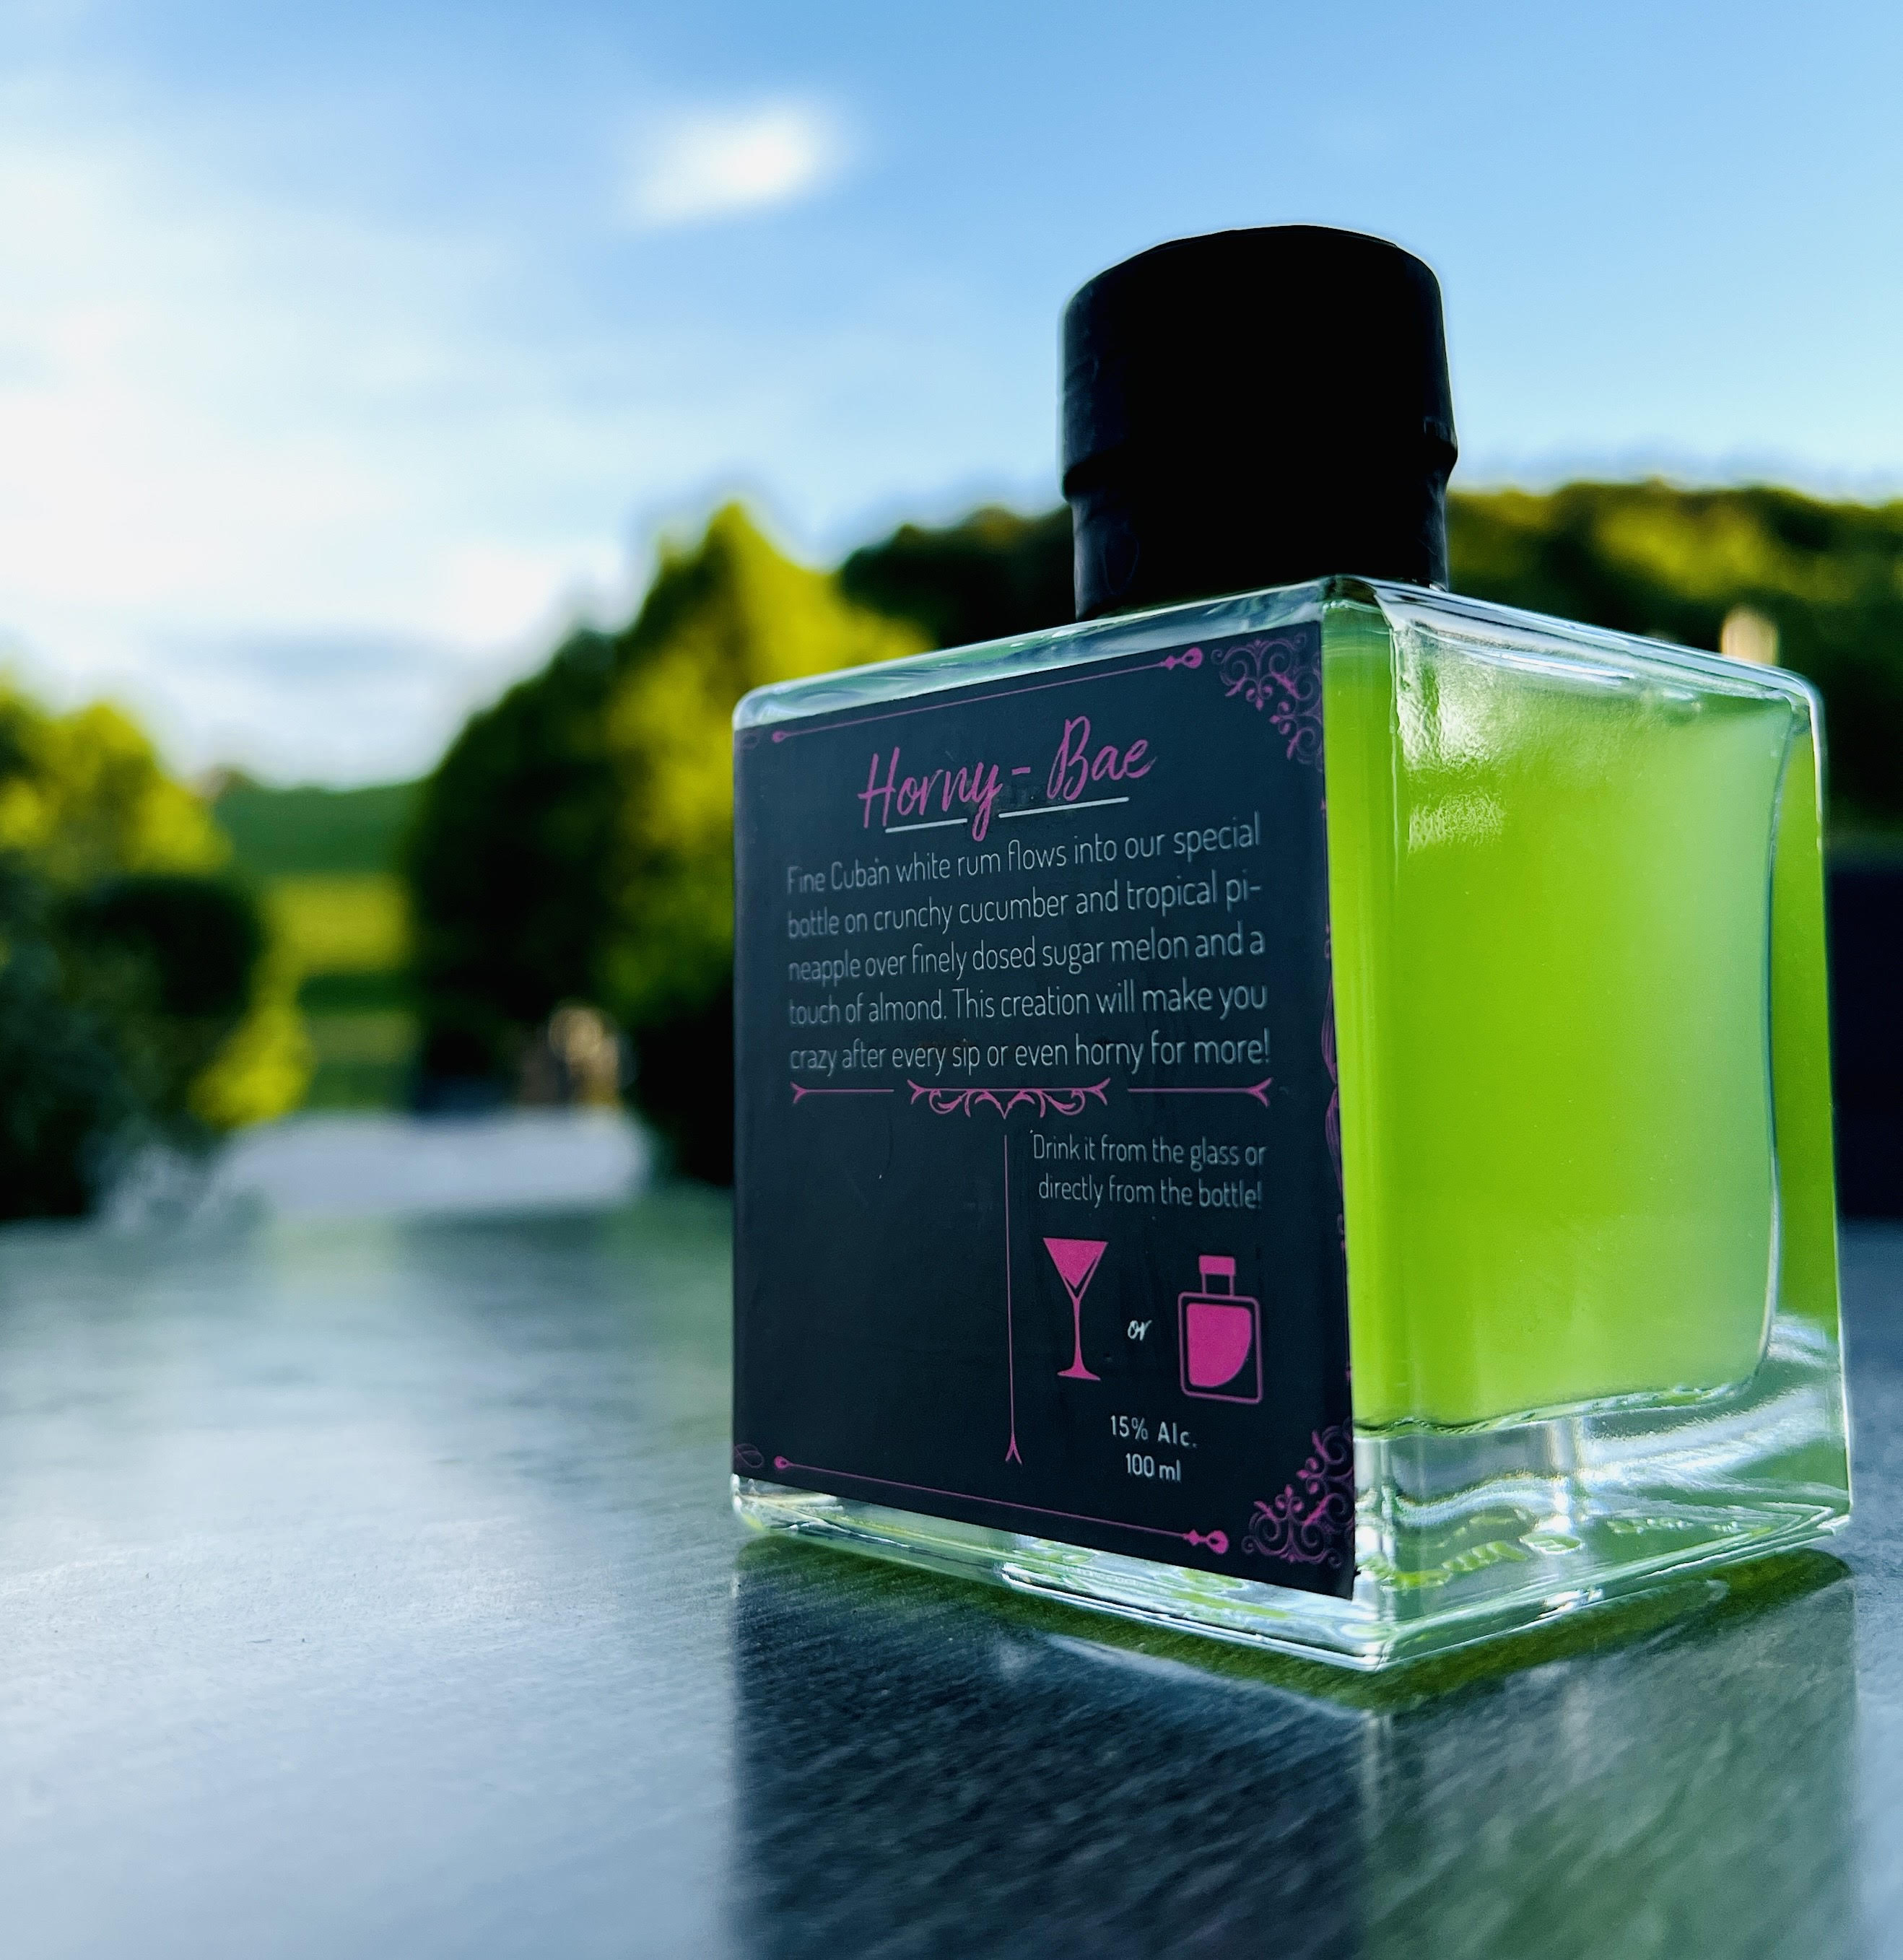 Horny - Bae
Fine Cuban white rum flows into our special
bottle on crunchy cucumber and tropical pi-
neapple over finely dosed sugar melon and a
touch of almond. This creation will make you
crazy after every sip or even horny for more!
Drink it from the glass or
directly from the bottle!
or
15% Alc.
100 ml